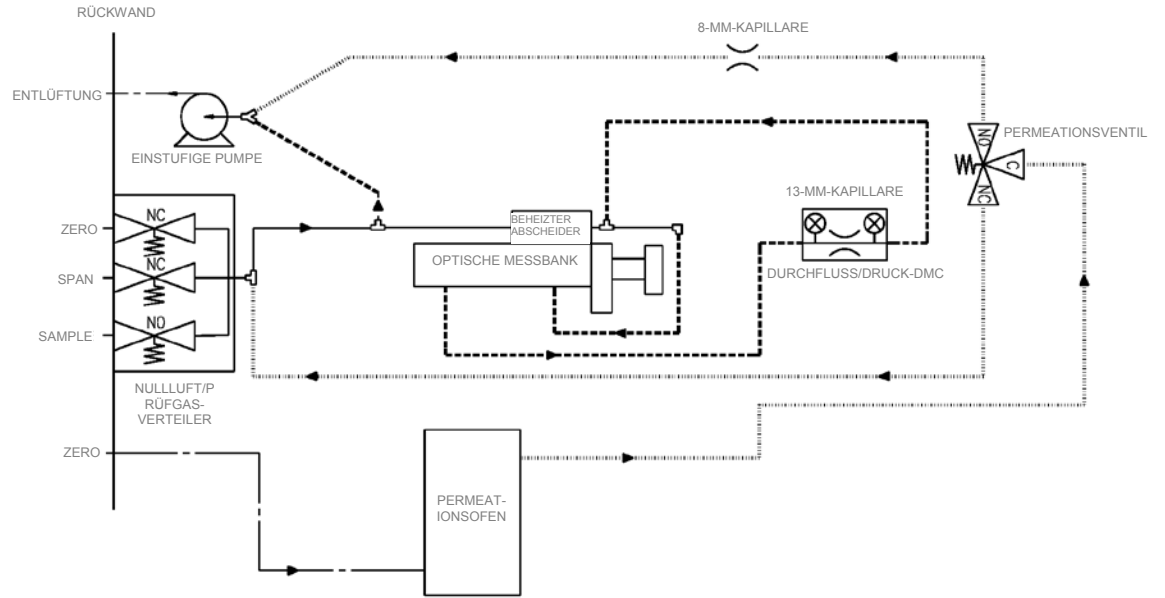 RÜCKWAND
8-MM-KAPILLARE
ENTLÜFTUNG
EINSTUFIGE PUMPE
NO
C
NC
PERMEATIONSVENTIL
13-MM-KAPILLARE
DURCHFLUSS/DRUCK-DMC
ZERO
NC
SPAN
NC
SAMPLE
NO
BEHEIZTER
ABSCHEIDER
OPTISCHE MESSBANK
NULLLUFT/P
RÜFGAS-
VERTEILER
ZERO
PERMEAT-
IONSOFEN